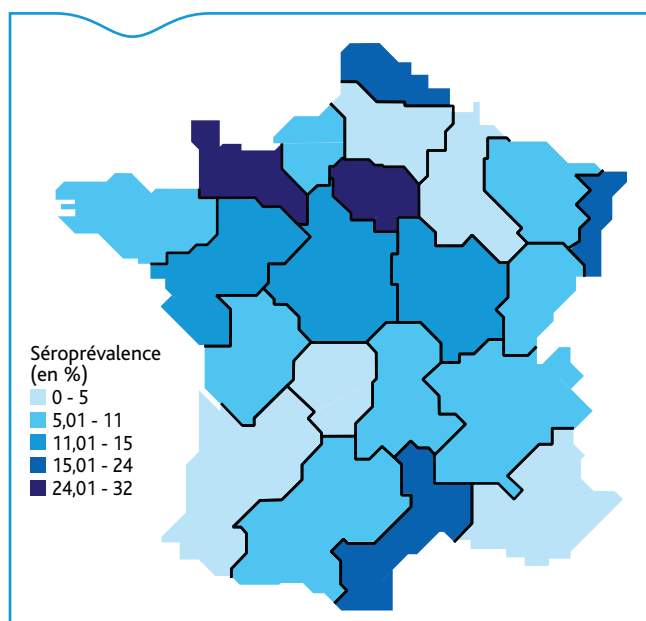 Séroprévalence
(en %)
0 - 5
5,01 - 11
11,01 - 15
15,01 - 24
24,01 - 32